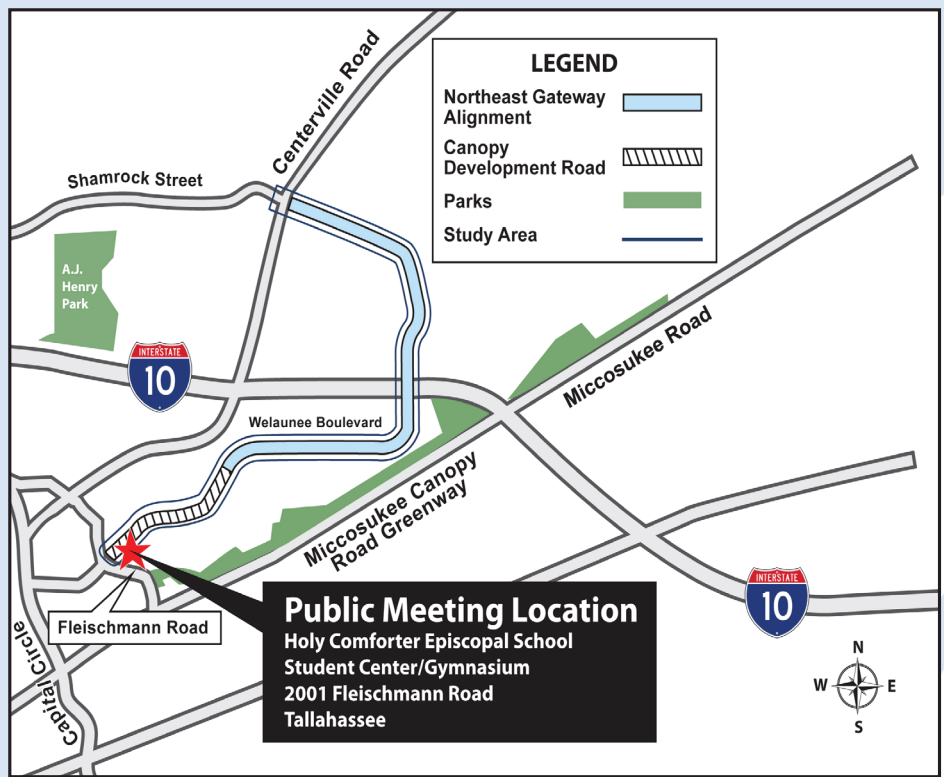 Centerville Road
Shamrock Street
LEGEND
Northeast Gateway
Alignment
Canopy
Development Road
Parks
Study Area
A.J.
Henry
Park
INTERSTATE
10
Miccosukee Road
Welaunee Boulevard
Miccosukee Canopy
Road Greenway
Fleischmann Road
Capital Circle
Public Meeting Location
Holy Comforter Episcopal School
Student Center/Gymnasium
2001 Fleischmann Road
Tallahassee
INTERSTATE
10
N
W E
S